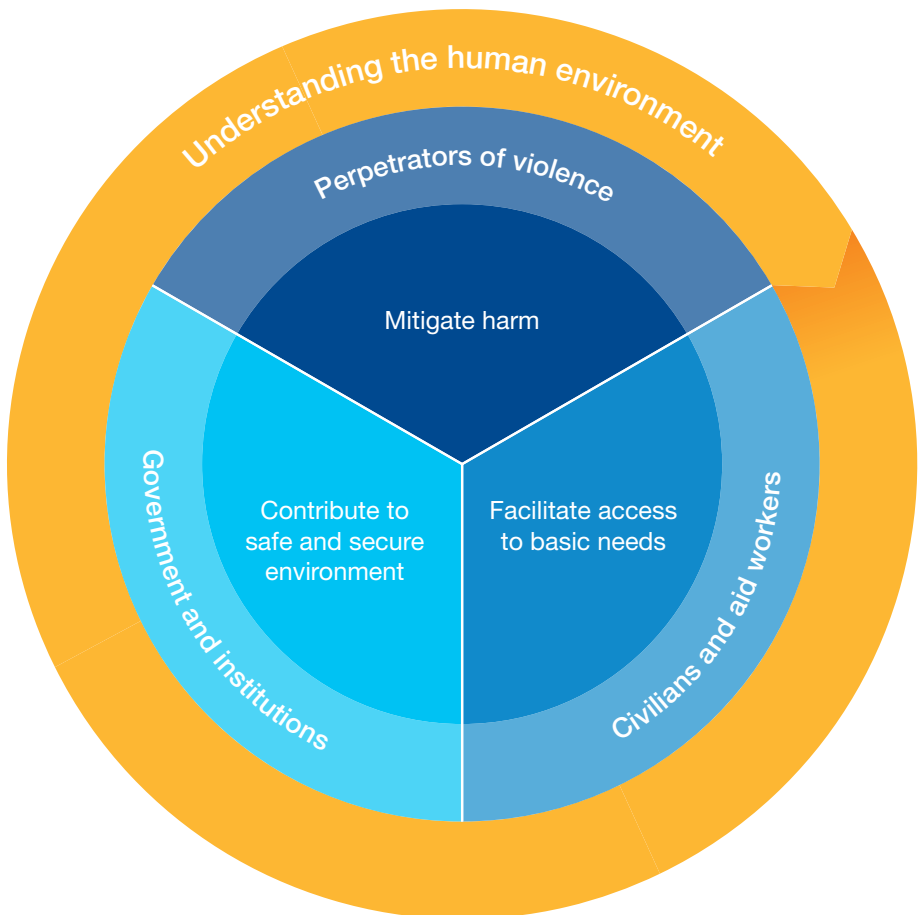 Understanding the human environment
Perpetrators of violence
Mitigate harm
Government and institutions
Contribute to
safe and secure
environment
Facilitate access
to basic needs
Civilians and aid workers